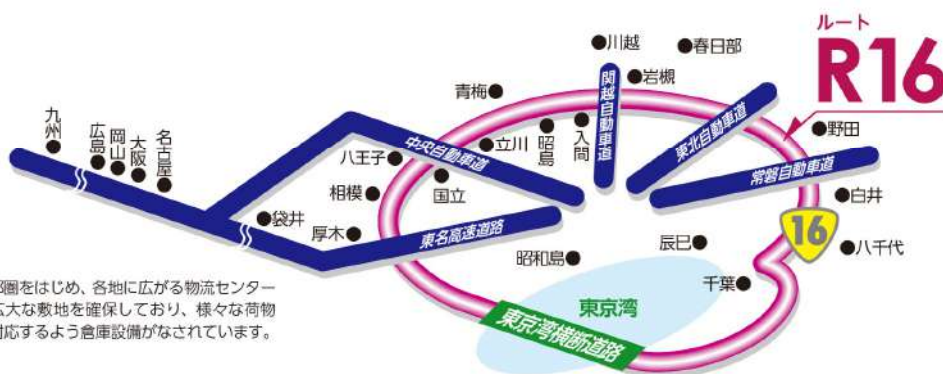 ルート
R16
川越
春日部
岩槻
青梅
関越自動車道
東北自動車道
野田
九州
広島
岡山
大阪
名古屋
中央自動車道
八王子
立川
昭島
入間
常磐自動車道
相模
国立
白井
袋井
厚木
東名高速道路
昭和島
辰巳
16
八千代
千葉
東京湾
東京湾横断道路
圏をはじめ、各地に広がる物流センター
広大な敷地を確保しており、様々な荷物
対応するよう倉庫設備がなされています。